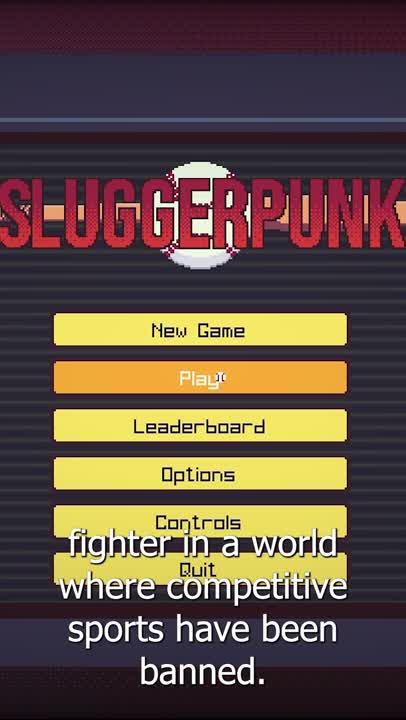 SLUGGERPUNK
New Game
Play
Leaderboard
Options
Controls
Quit
fighter in a world
where competitive
sports have been
banned.